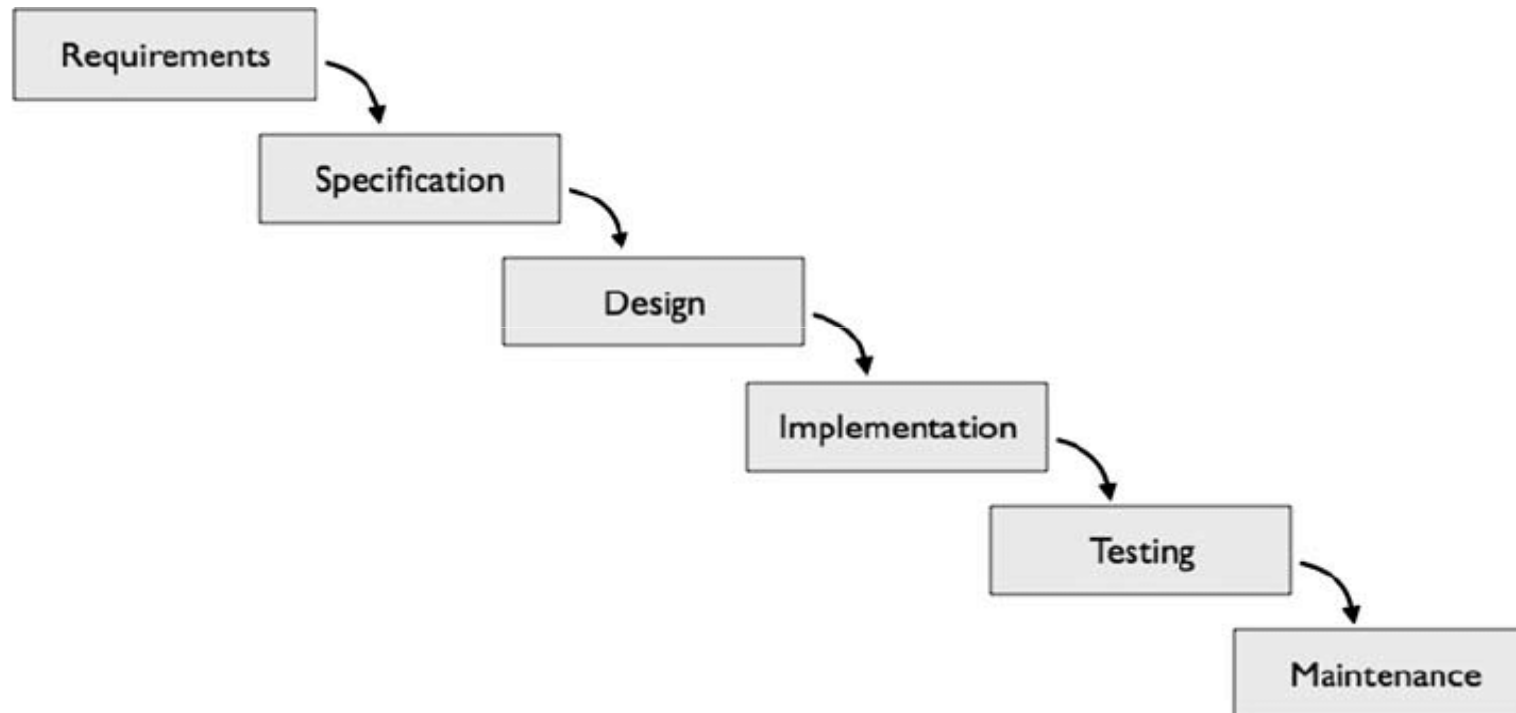 Requirements
Specification
Design
Implementation
Testing
Maintenance